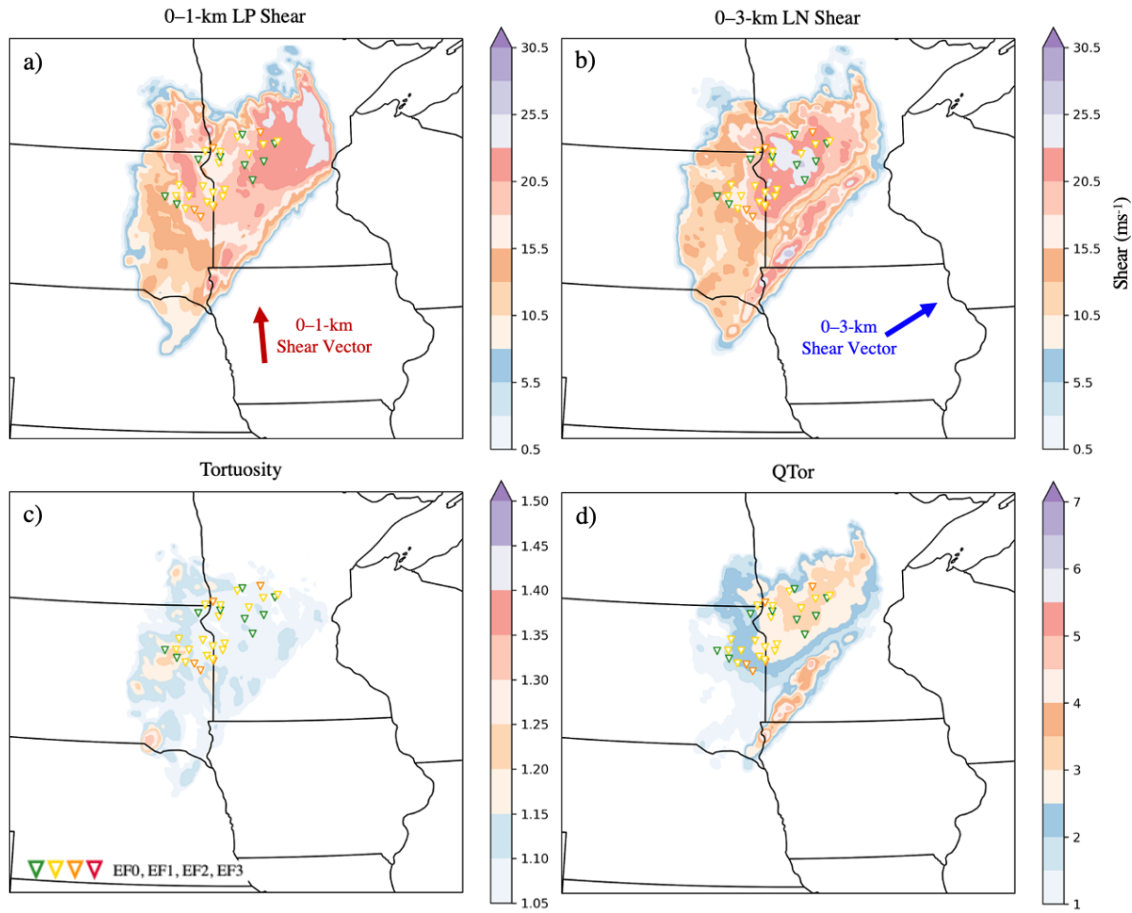 0–1-km LP Shear
0–3-km LN Shear
a)
0–1-km
Shear Vector
30.5
25.5
20.5
15.5
10.5
5.5
0.5
b)
0–3-km
Shear Vector
30.5
25.5
20.5
15.5
10.5
5.5
0.5
Shear (ms⁻¹)
Tortuosity
QTor
c)
EF0, EF1, EF2, EF3
1.50
1.45
1.40
1.35
1.30
1.25
1.20
1.15
1.10
1.05
d)
7
6
5
4
3
2
1